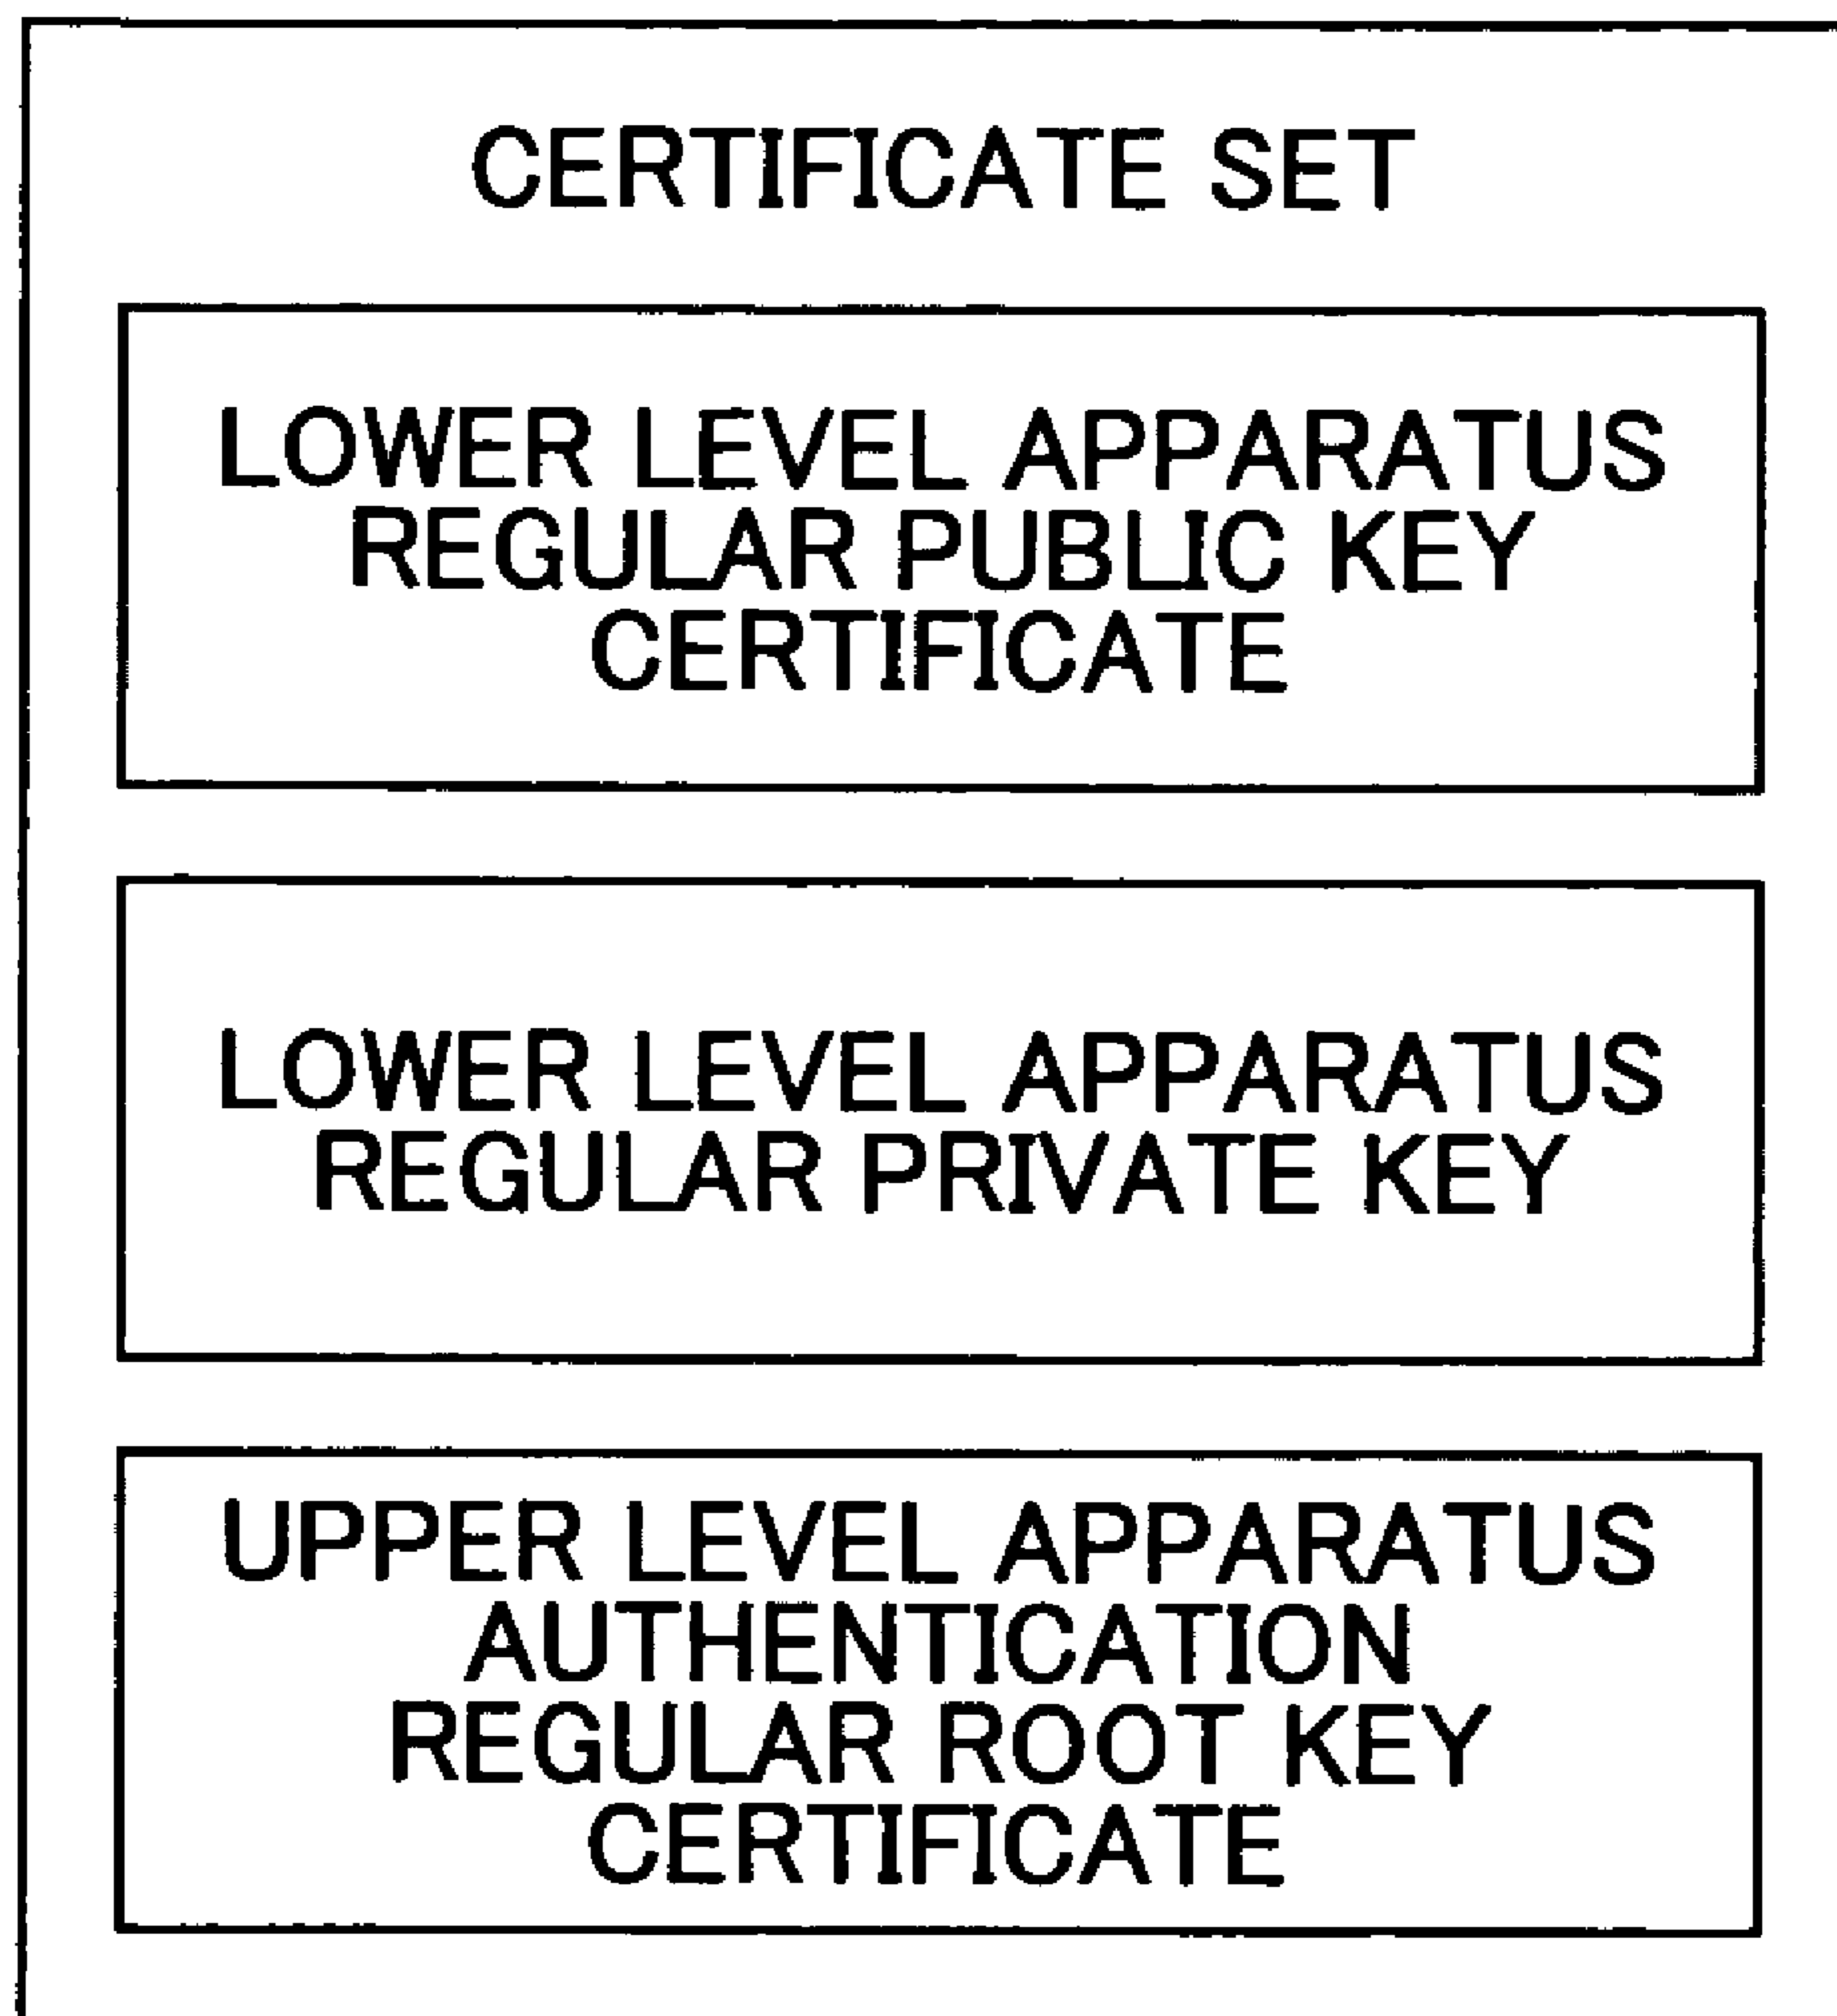 CERTIFICATE SET
LOWER LEVEL APPARATUS
REGULAR PUBLIC KEY
CERTIFICATE
LOWER LEVEL APPARATUS
REGULAR PRIVATE KEY
UPPER LEVEL APPARATUS
AUTHENTICATION
REGULAR ROOT KEY
CERTIFICATE